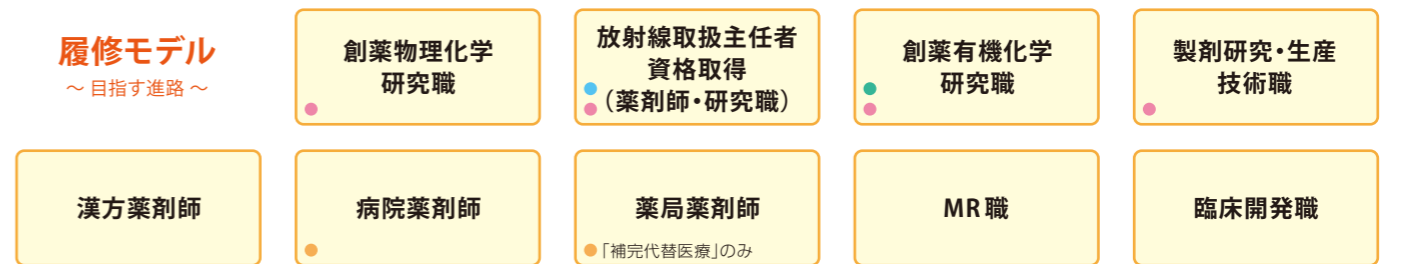 履修モデル
～ 目指す進路 ～
創薬物理化学
研究職
放射線取扱主任者
資格取得
（薬剤師・研究職）
創薬有機化学
研究職
製剤研究・生産
技術職
漢方薬剤師
病院薬剤師
薬局薬剤師
「補完代替医療」のみ
MR職
臨床開発職